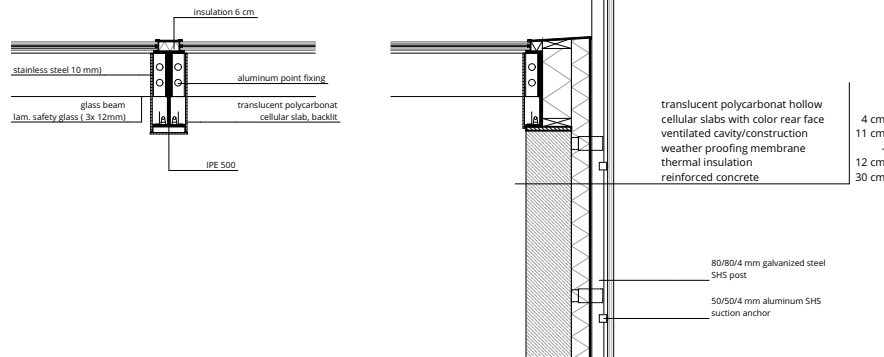 insulation 6 cm
stainless steel 10 mm)
aluminum point fixing
glass beam
lam. safety glass ( 3x 12mm)
translucent polycarbonat
cellular slab, backlit
IPE 500
translucent polycarbonat hollow
cellular slabs with color rear face 4 cm
ventilated cavity/construction 11 cm
weather proofing membrane -
thermal insulation 12 cm
reinforced concrete 30 cm
80/80/4 mm galvanized steel
SHS post
50/50/4 mm aluminum SHS
suction anchor